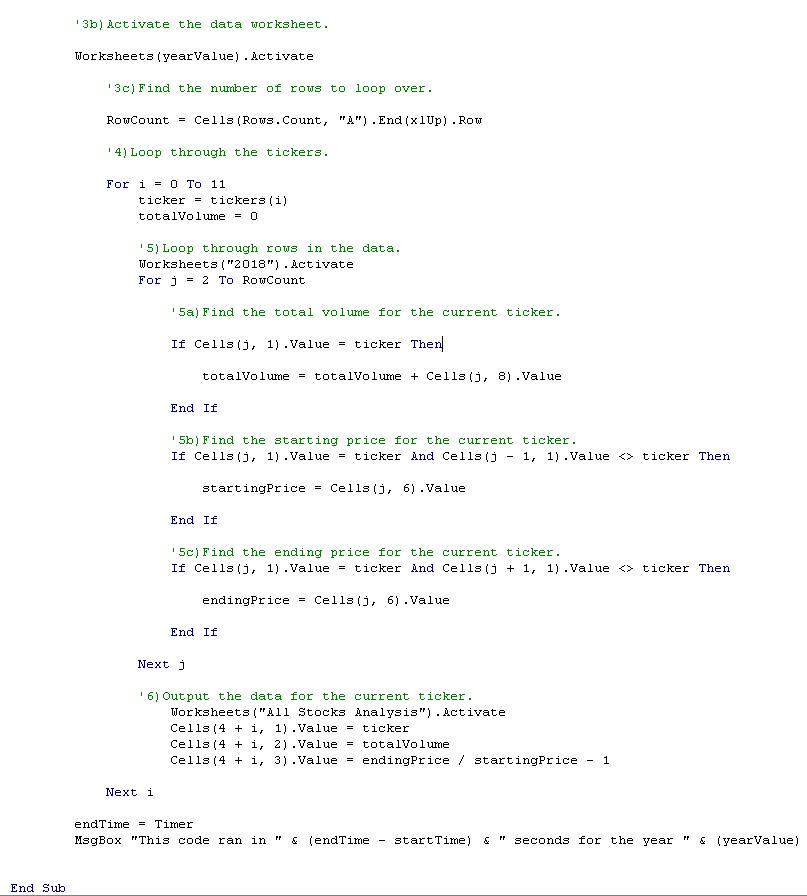 '3b)Activate the data worksheet.
Worksheets(yearValue).Activate
'3c)Find the number of rows to loop over.
RowCount = Cells(Rows.Count, "A").End(xlUp).Row
'4)Loop through the tickers.
For i = 0 To 11
ticker = tickers(i)
totalVolume = 0
'5)Loop through rows in the data.
Worksheets("2018").Activate
For j = 2 To RowCount
'5a)Find the total volume for the current ticker.
If Cells(j, 1).Value = ticker Then
totalVolume = totalVolume + Cells(j, 8).Value
End If
'5b)Find the starting price for the current ticker.
If Cells(j, 1).Value = ticker And Cells(j - 1, 1).Value <> ticker Then
startingPrice = Cells(j, 6).Value
End If
'5c)Find the ending price for the current ticker.
If Cells(j, 1).Value = ticker And Cells(j + 1, 1).Value <> ticker Then
endingPrice = Cells(j, 6).Value
End If
Next j
'6)Output the data for the current ticker.
Worksheets("All Stocks Analysis").Activate
Cells(4 + i, 1).Value = ticker
Cells(4 + i, 2).Value = totalVolume
Cells(4 + i, 3).Value = endingPrice / startingPrice - 1
Next i
endTime = Timer
MsgBox "This code ran in " & (endTime - startTime) & " seconds for the year " & (yearValue)
End Sub